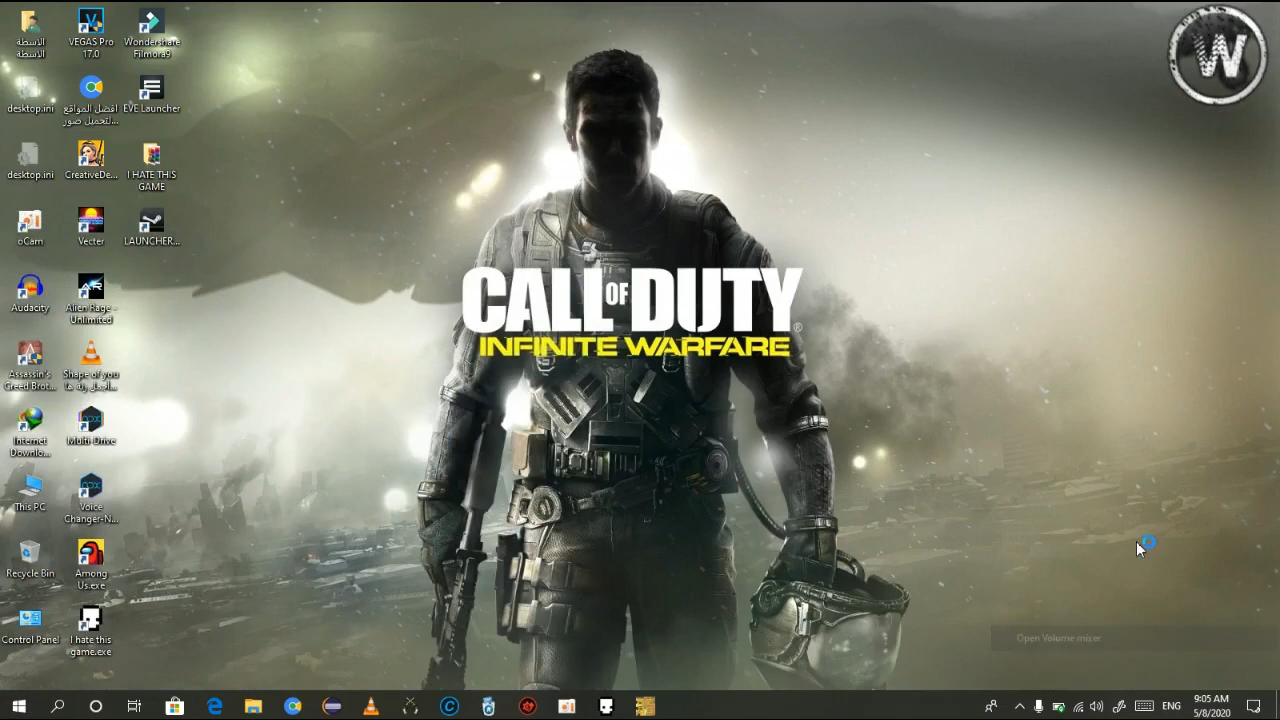 الاسطة
الاسطة
VEGAS Pro
17.0
Wondershare
Filmora9
desktop.ini
افضل المواقع
لتحميل صور...
EVE Launcher
desktop.ini
CreativeDe...
I HATE THIS
GAME
oCam
Vecter
LAUNCHER...
Audacity
Alien Rage -
Unlimited
Assassin's
Creed Brot...
Shape of you
Internet
Downlo...
Multi-Drive
This PC
Voice
Changer-N...
Recycle Bin
Among
Us.exe
Control Panel
I hate this
game.exe
W
CALL OF DUTY®
INFINITE WARFARE
Open Volume mixer
ENG
9:05 AM
5/8/2020